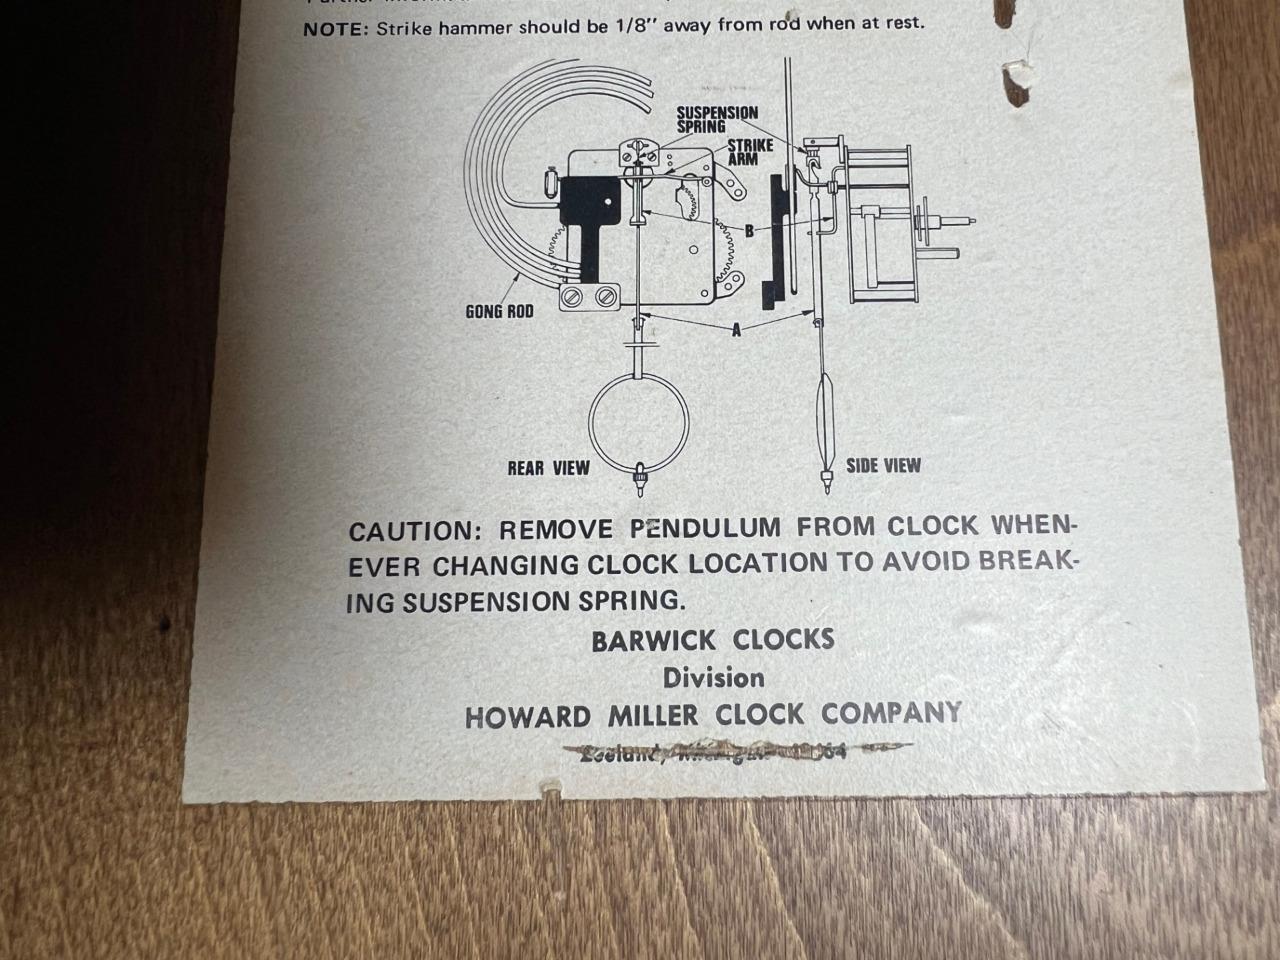 NOTE: Strike hammer should be 1/8" away from rod when at rest.
SUSPENSION
SPRING
STRIKE
ARM
B
GONG ROD
A
REAR VIEW
SIDE VIEW
CAUTION: REMOVE PENDULUM FROM CLOCK WHEN-
EVER CHANGING CLOCK LOCATION TO AVOID BREAK-
ING SUSPENSION SPRING.
BARWICK CLOCKS
Division
HOWARD MILLER CLOCK COMPANY
Zeeland,